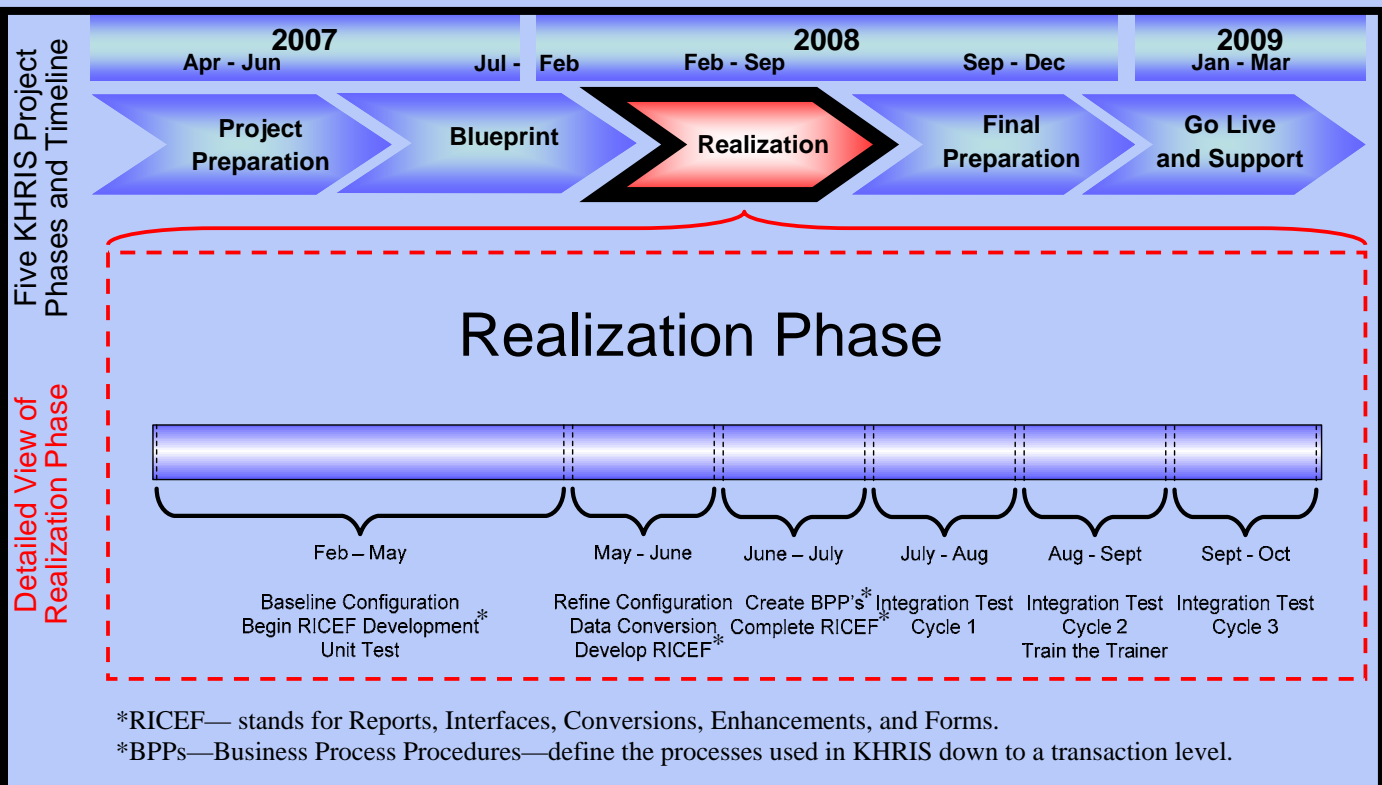 Five KHRIS Project
Phases and Timeline
2007
2008
2009
Apr - Jun
Jul - Feb
Feb - Sep
Sep - Dec
Jan - Mar
Project
Preparation
Blueprint
Realization
Final
Preparation
Go Live
and Support
Detailed View of
Realization Phase
Realization Phase
Feb – May
Baseline Configuration
Begin RICEF Development*
Unit Test
May - June
Refine Configuration
Data Conversion
Develop RICEF*
June – July
Create BPP's*
Complete RICEF*
July - Aug
Integration Test
Cycle 1
Aug - Sept
Integration Test
Cycle 2
Train the Trainer
Sept - Oct
Integration Test
Cycle 3
*RICEF— stands for Reports, Interfaces, Conversions, Enhancements, and Forms.
*BPPs—Business Process Procedures—define the processes used in KHRIS down to a transaction level.